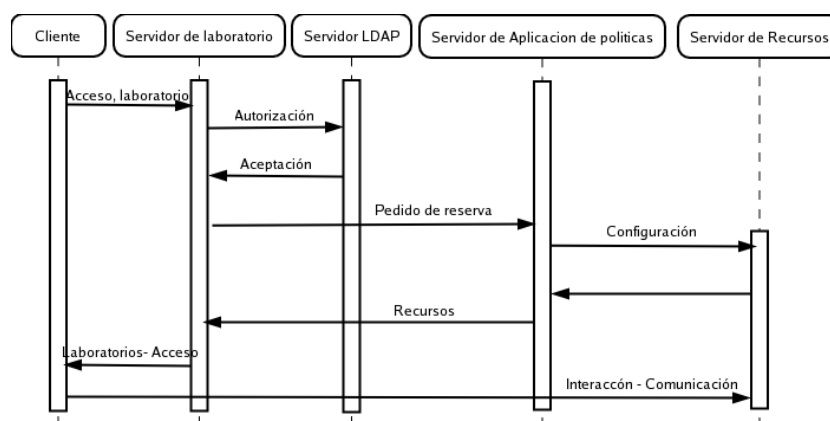 Cliente
Servidor de laboratorio
Servidor LDAP
Servidor de Aplicacion de politicas
Servidor de Recursos
Acceso, laboratorio
Autorización
Aceptación
Pedido de reserva
Configuración
Recursos
Laboratorios- Acceso
Interaccón - Comunicación